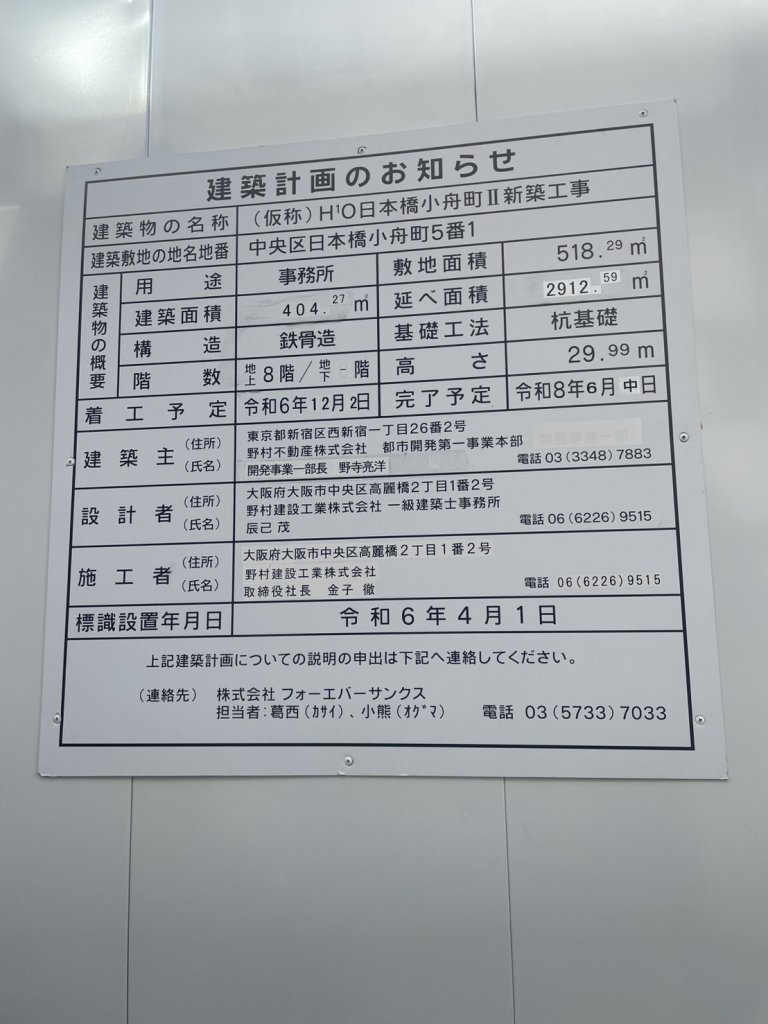 建築計画のお知らせ
建築物の名称 (仮称)H¹O日本橋小舟町Ⅱ新築工事
建築敷地の地名地番 中央区日本橋小舟町5番1
建築物の概要
用途 事務所 敷地面積 518.29㎡
建築面積 404.27㎡ 延べ面積 2912.59㎡
構造 鉄骨造 基礎工法 杭基礎
階数 地上8階/地下-階 高さ 29.99m
着工予定 令和6年12月2日 完了予定 令和8年6月中日
建築主 (住所) 東京都新宿区西新宿一丁目26番2号
(氏名) 野村不動産株式会社 都市開発第一事業本部
開発事業一部長 野寺亮洋 電話03(3348)7883
設計者 (住所) 大阪府大阪市中央区高麗橋2丁目1番2号
(氏名) 野村建設工業株式会社 一級建築士事務所
辰己 茂 電話06(6226)9515
施工者 (住所) 大阪府大阪市中央区高麗橋2丁目1番2号
(氏名) 野村建設工業株式会社
取締役社長 金子 徹 電話 06(6226)9515
標識設置年月日 令和6年4月1日
上記建築計画についての説明の申出は下記へ連絡してください。
(連絡先) 株式会社 フォーエバーサンクス
担当者:葛西(カサイ)、小熊(オグマ) 電話 03(5733)7033